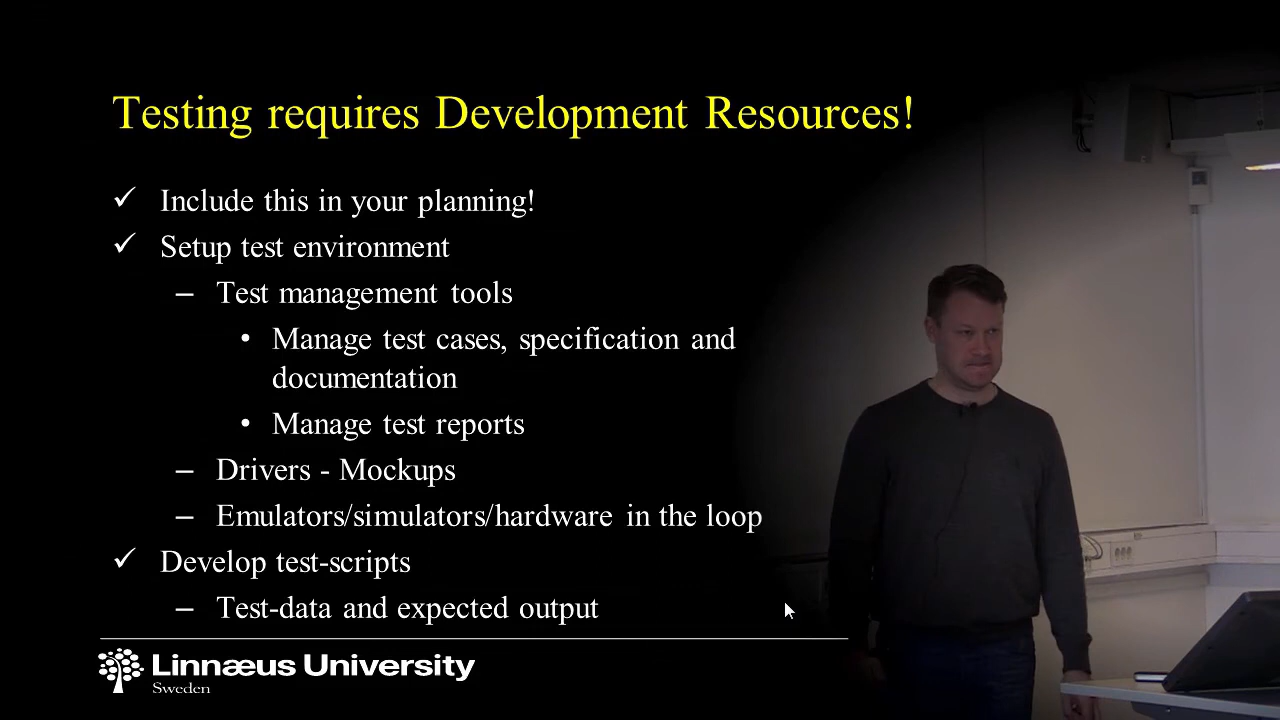 Testing requires Development Resources!
✓ Include this in your planning!
✓ Setup test environment
– Test management tools
• Manage test cases, specification and
documentation
• Manage test reports
– Drivers - Mockups
– Emulators/simulators/hardware in the loop
✓ Develop test-scripts
– Test-data and expected output
Linnæus University
Sweden